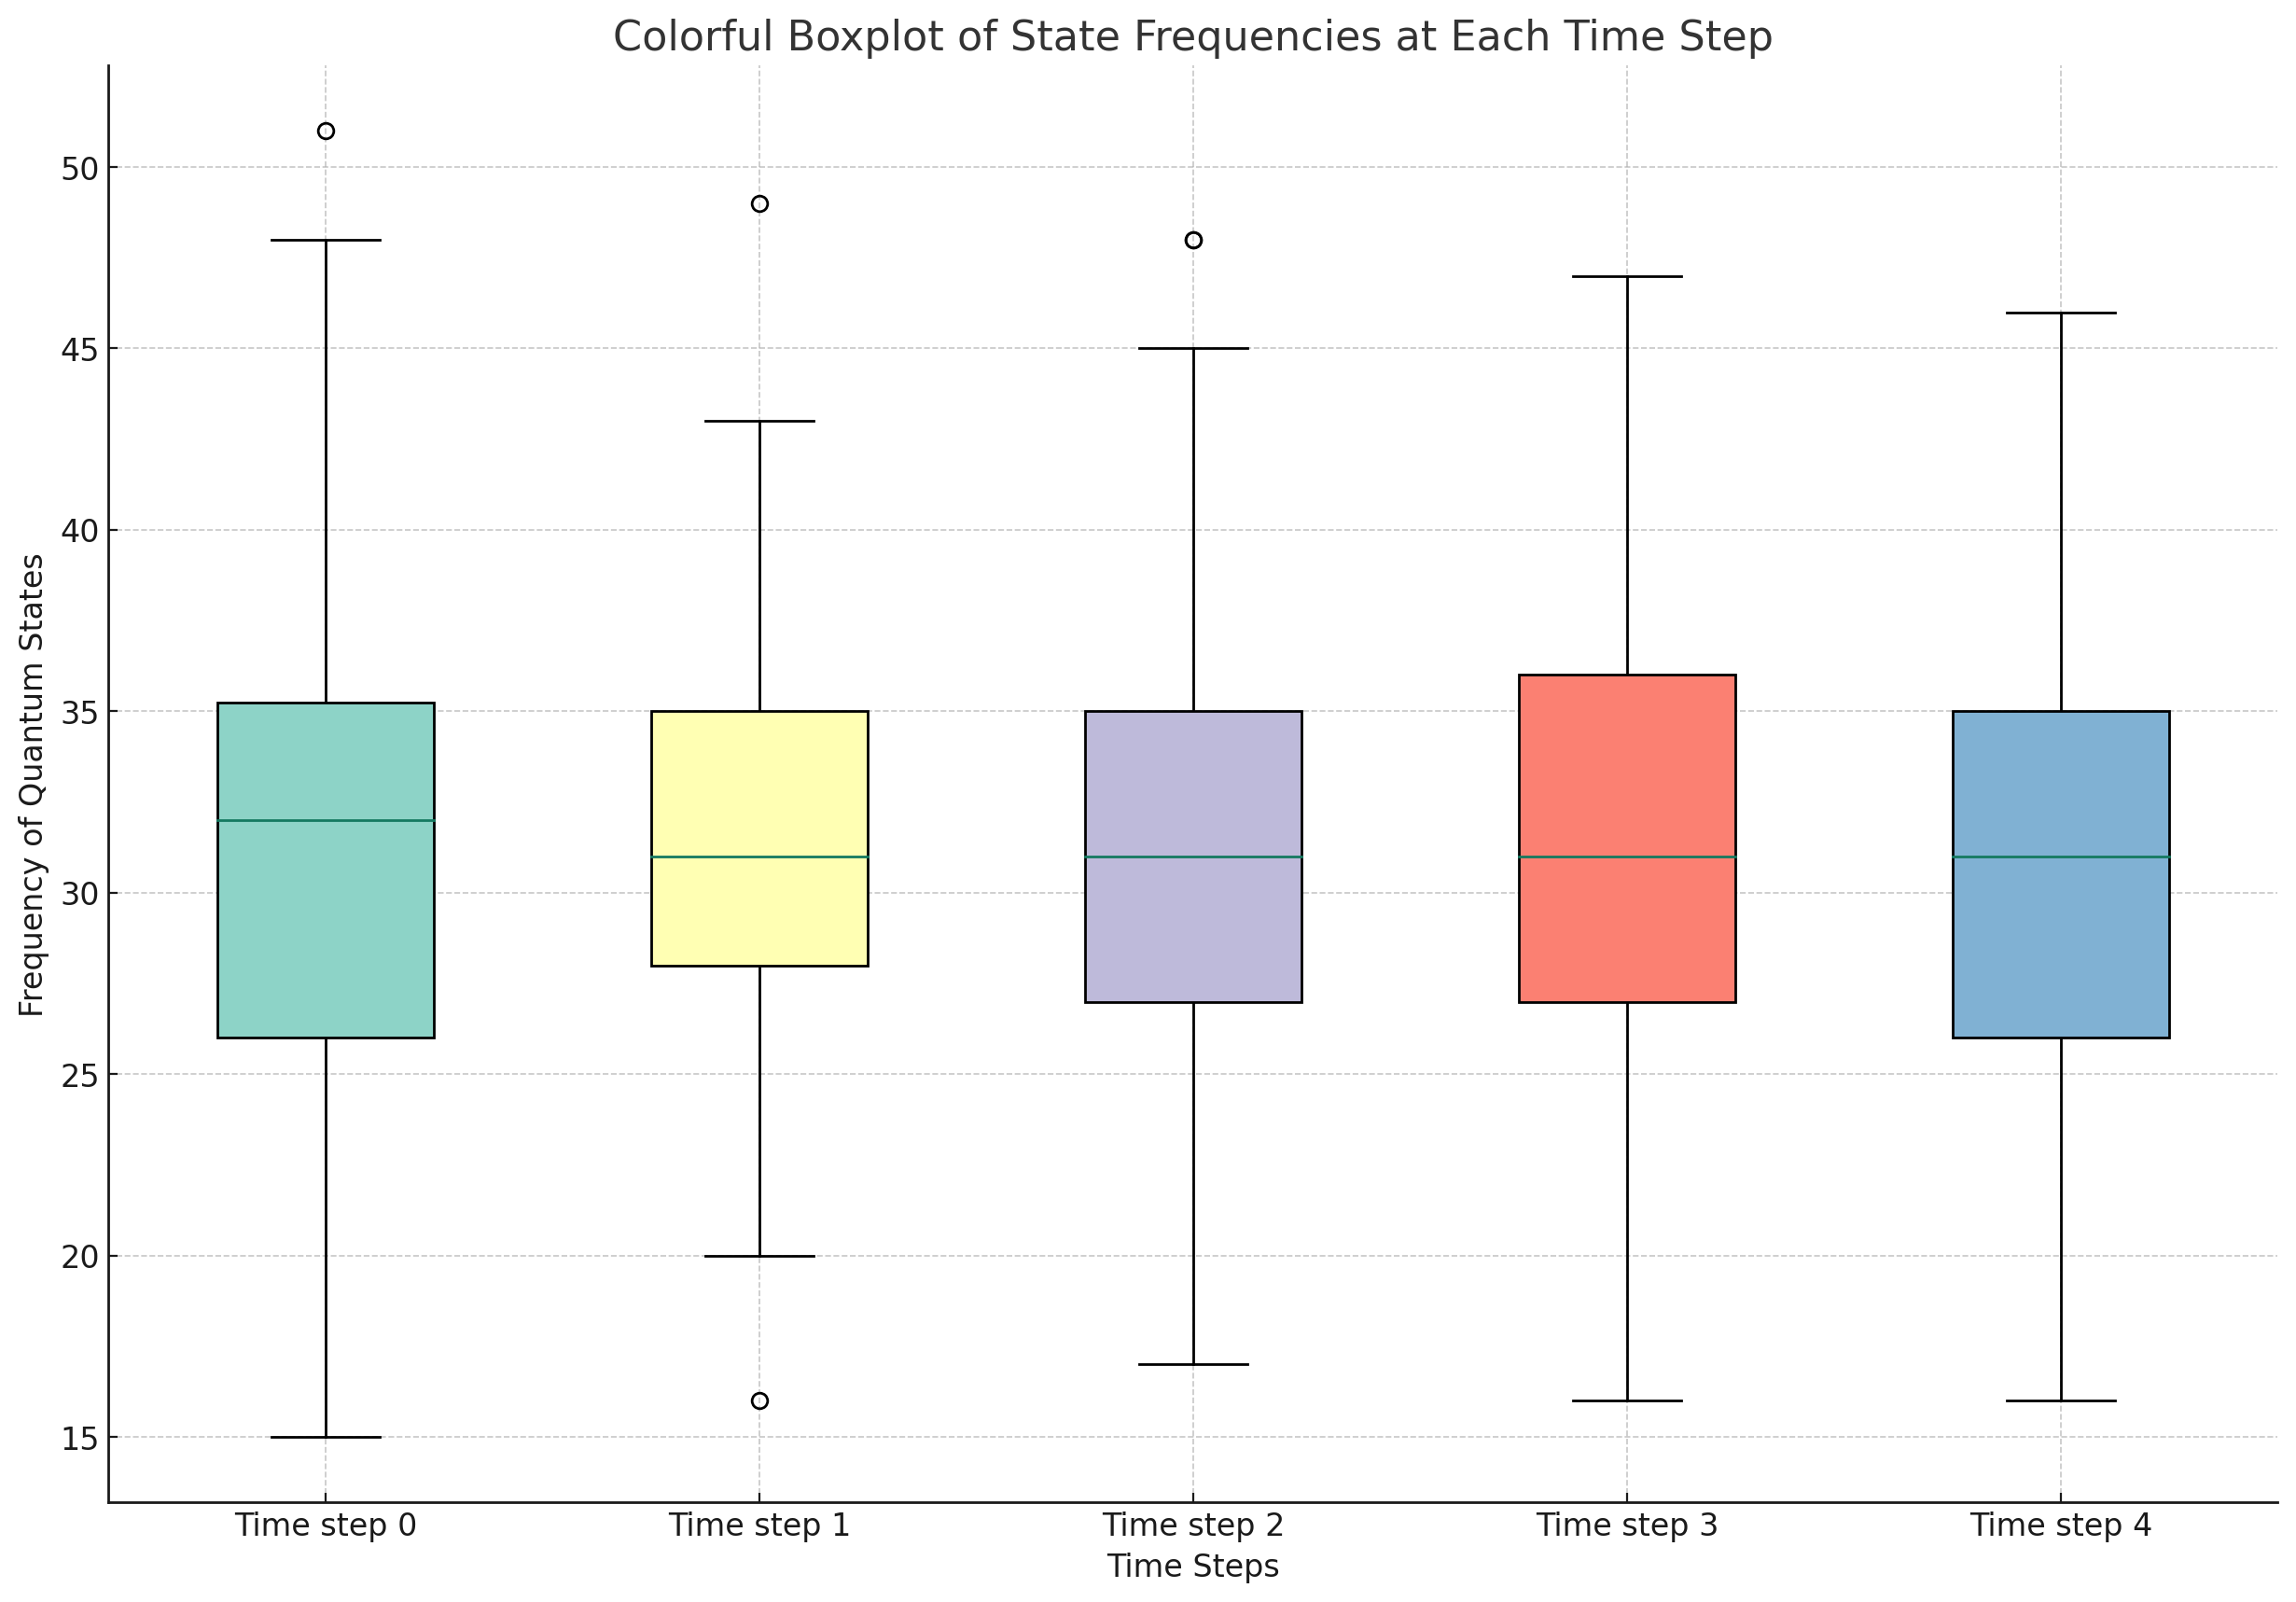 Colorful Boxplot of State Frequencies at Each Time Step
Frequency of Quantum States
50
45
40
35
30
25
20
15
Time step 0
Time step 1
Time step 2
Time step 3
Time step 4
Time Steps